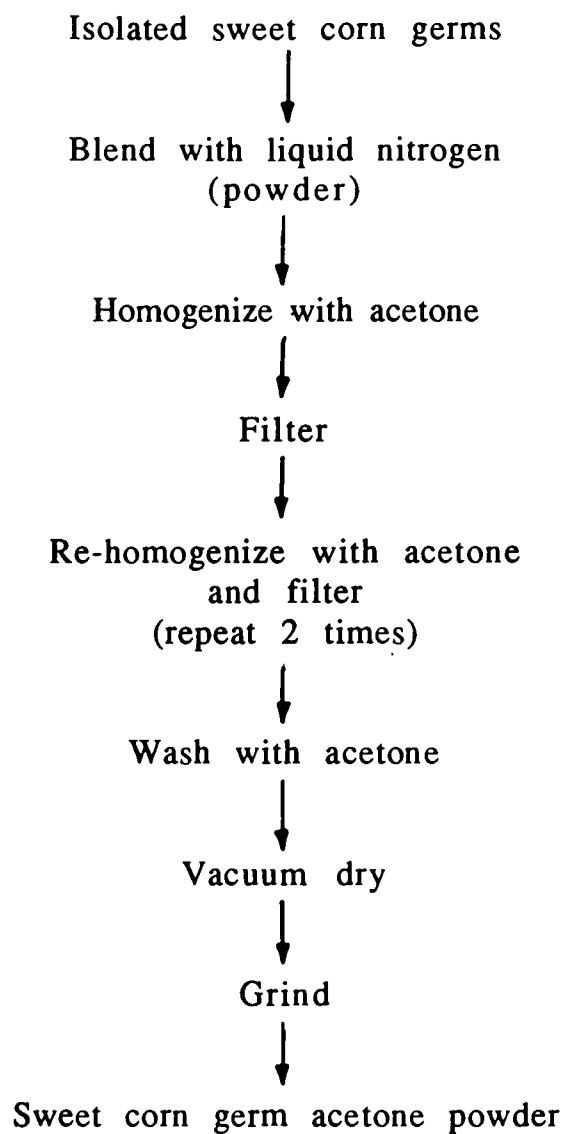 Isolated sweet corn germs
Blend with liquid nitrogen
(powder)
Homogenize with acetone
Filter
Re-homogenize with acetone
and filter
(repeat 2 times)
Wash with acetone
Vacuum dry
Grind
Sweet corn germ acetone powder